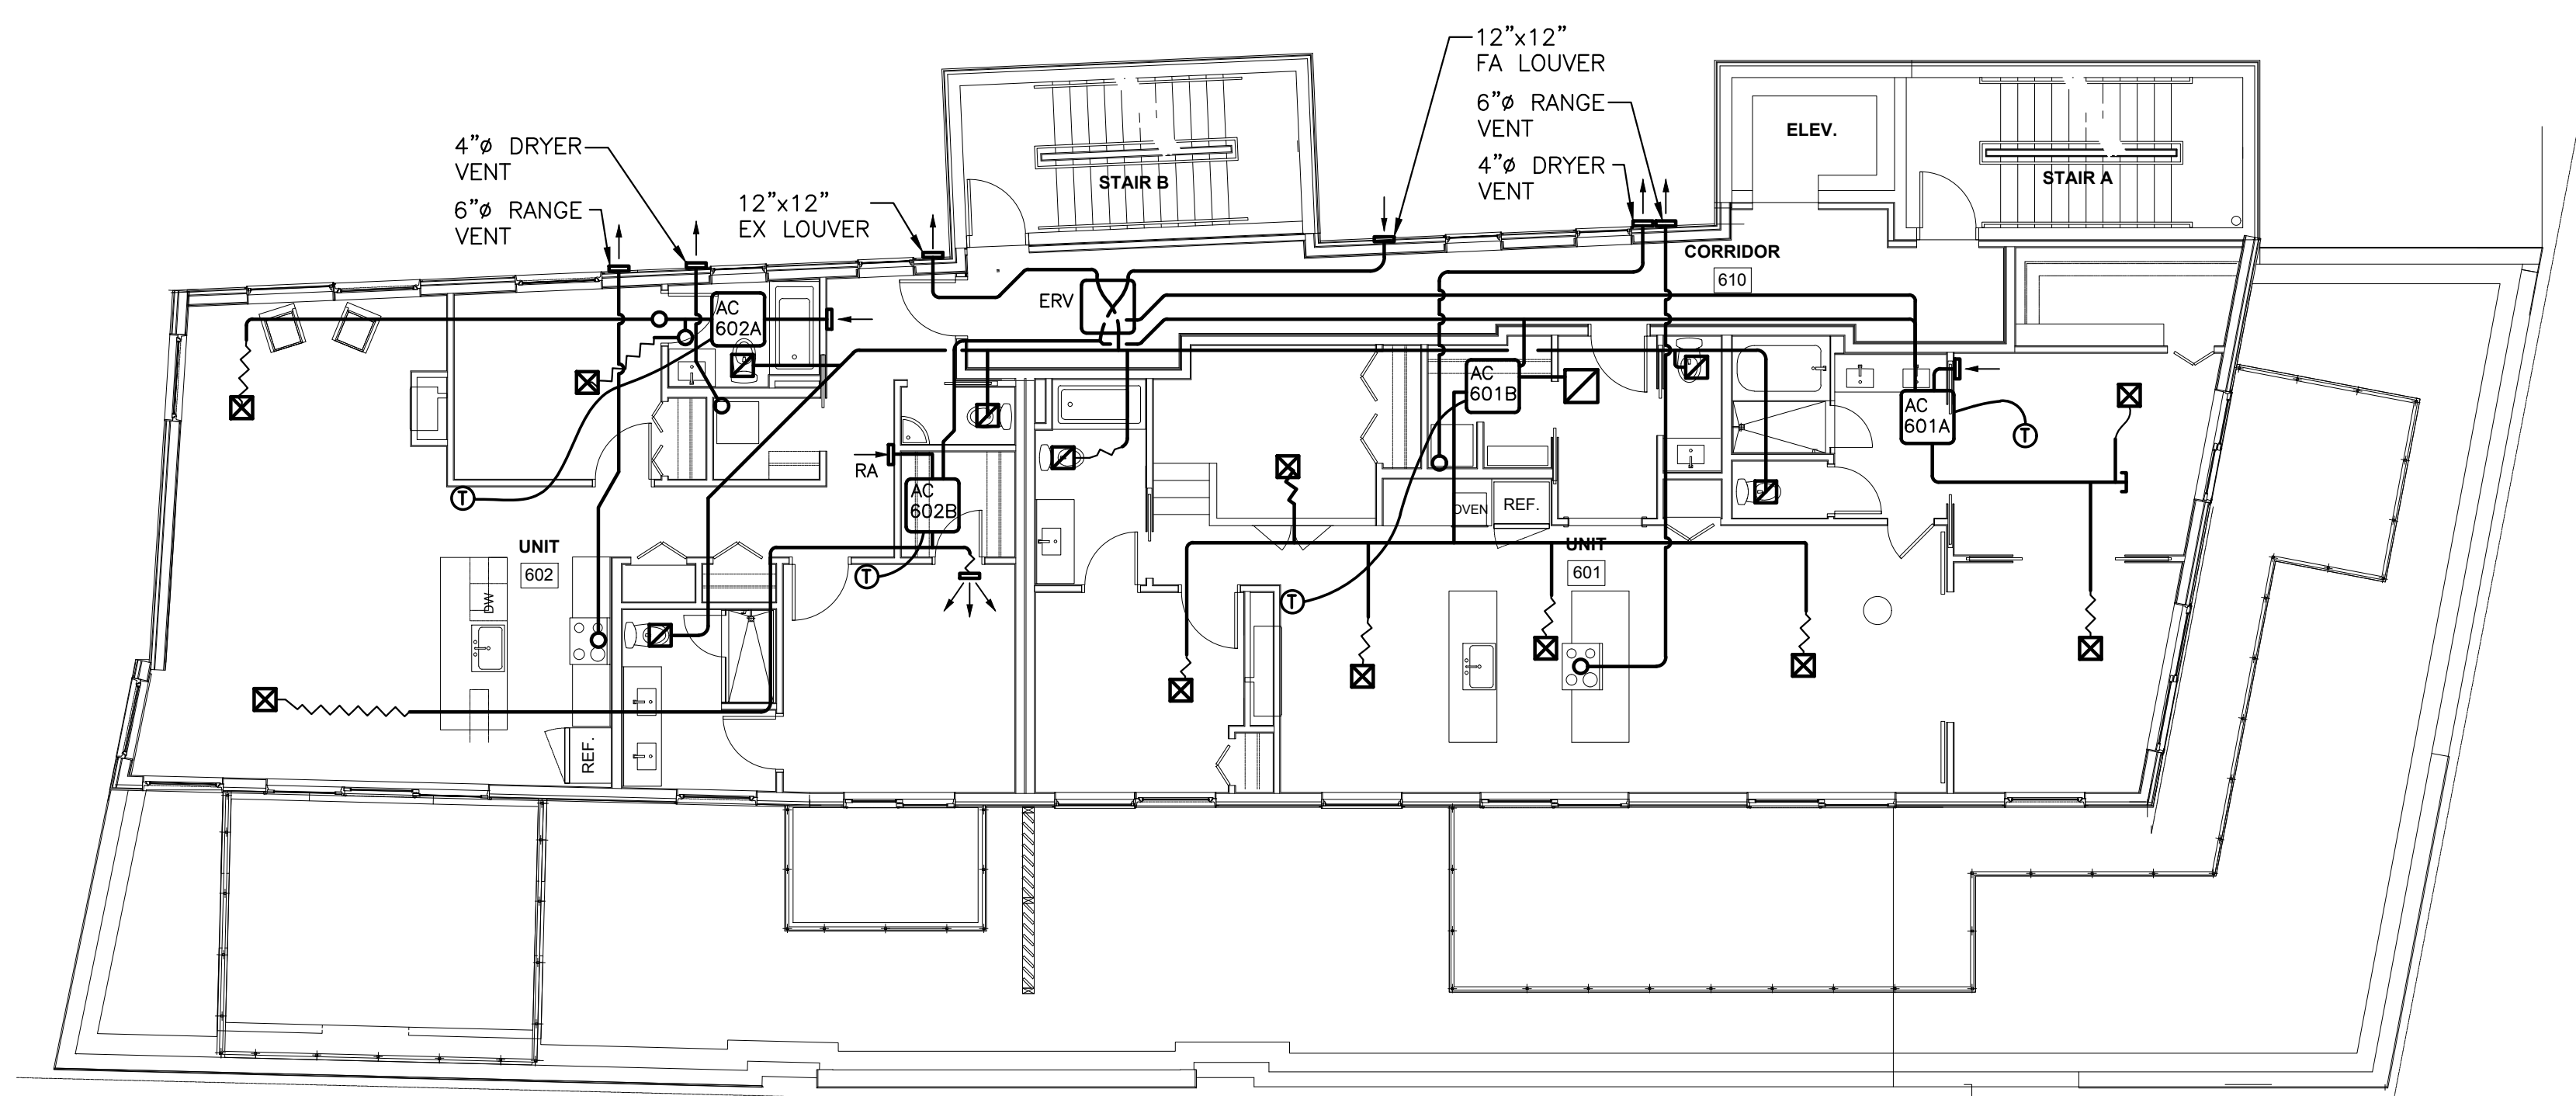 12"x12"
FA LOUVER
6"ø RANGE
VENT
4"ø DRYER
VENT
ELEV.
STAIR A
STAIR B
4"ø DRYER
VENT
6"ø RANGE
VENT
12"x12"
EX LOUVER
CORRIDOR
610
ERV
AC
602A
AC
601B
AC
601A
T
RA
AC
602B
T
OVEN
REF.
UNIT
602
UNIT
601
T
T
DW
REF.